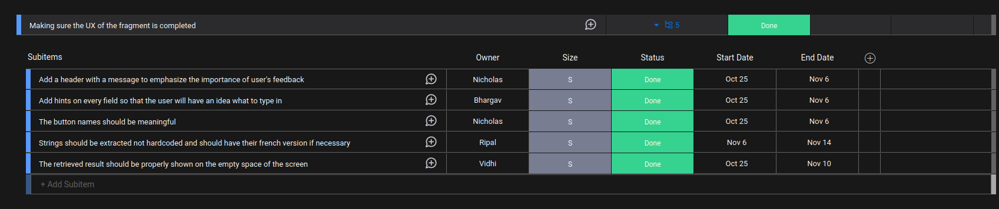 Making sure the UX of the fragment is completed 5 Done
Subitems Owner Size Status Start Date End Date
Add a header with a message to emphasize the importance of user's feedback Nicholas S Done Oct 25 Nov 6
Add hints on every field so that the user will have an idea what to type in Bhargav S Done Oct 25 Nov 6
The button names should be meaningful Nicholas S Done Oct 25 Nov 6
Strings should be extracted not hardcoded and should have their french version if necessary Ripal S Done Nov 6 Nov 14
The retrieved result should be properly shown on the empty space of the screen Vidhi S Done Oct 25 Nov 10
+ Add Subitem